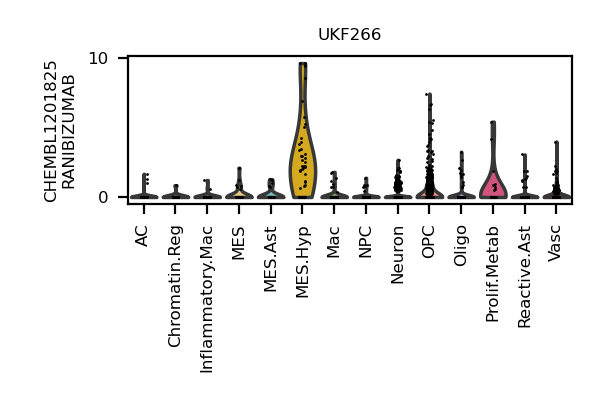 UKF266
CHEMBL1201825
RANIBIZUMAB
10
0
AC
Chromatin.Reg
Inflammatory.Mac
MES
MES.Ast
MES.Hyp
Mac
NPC
Neuron
OPC
Oligo
Prolif.Metab
Reactive.Ast
Vasc